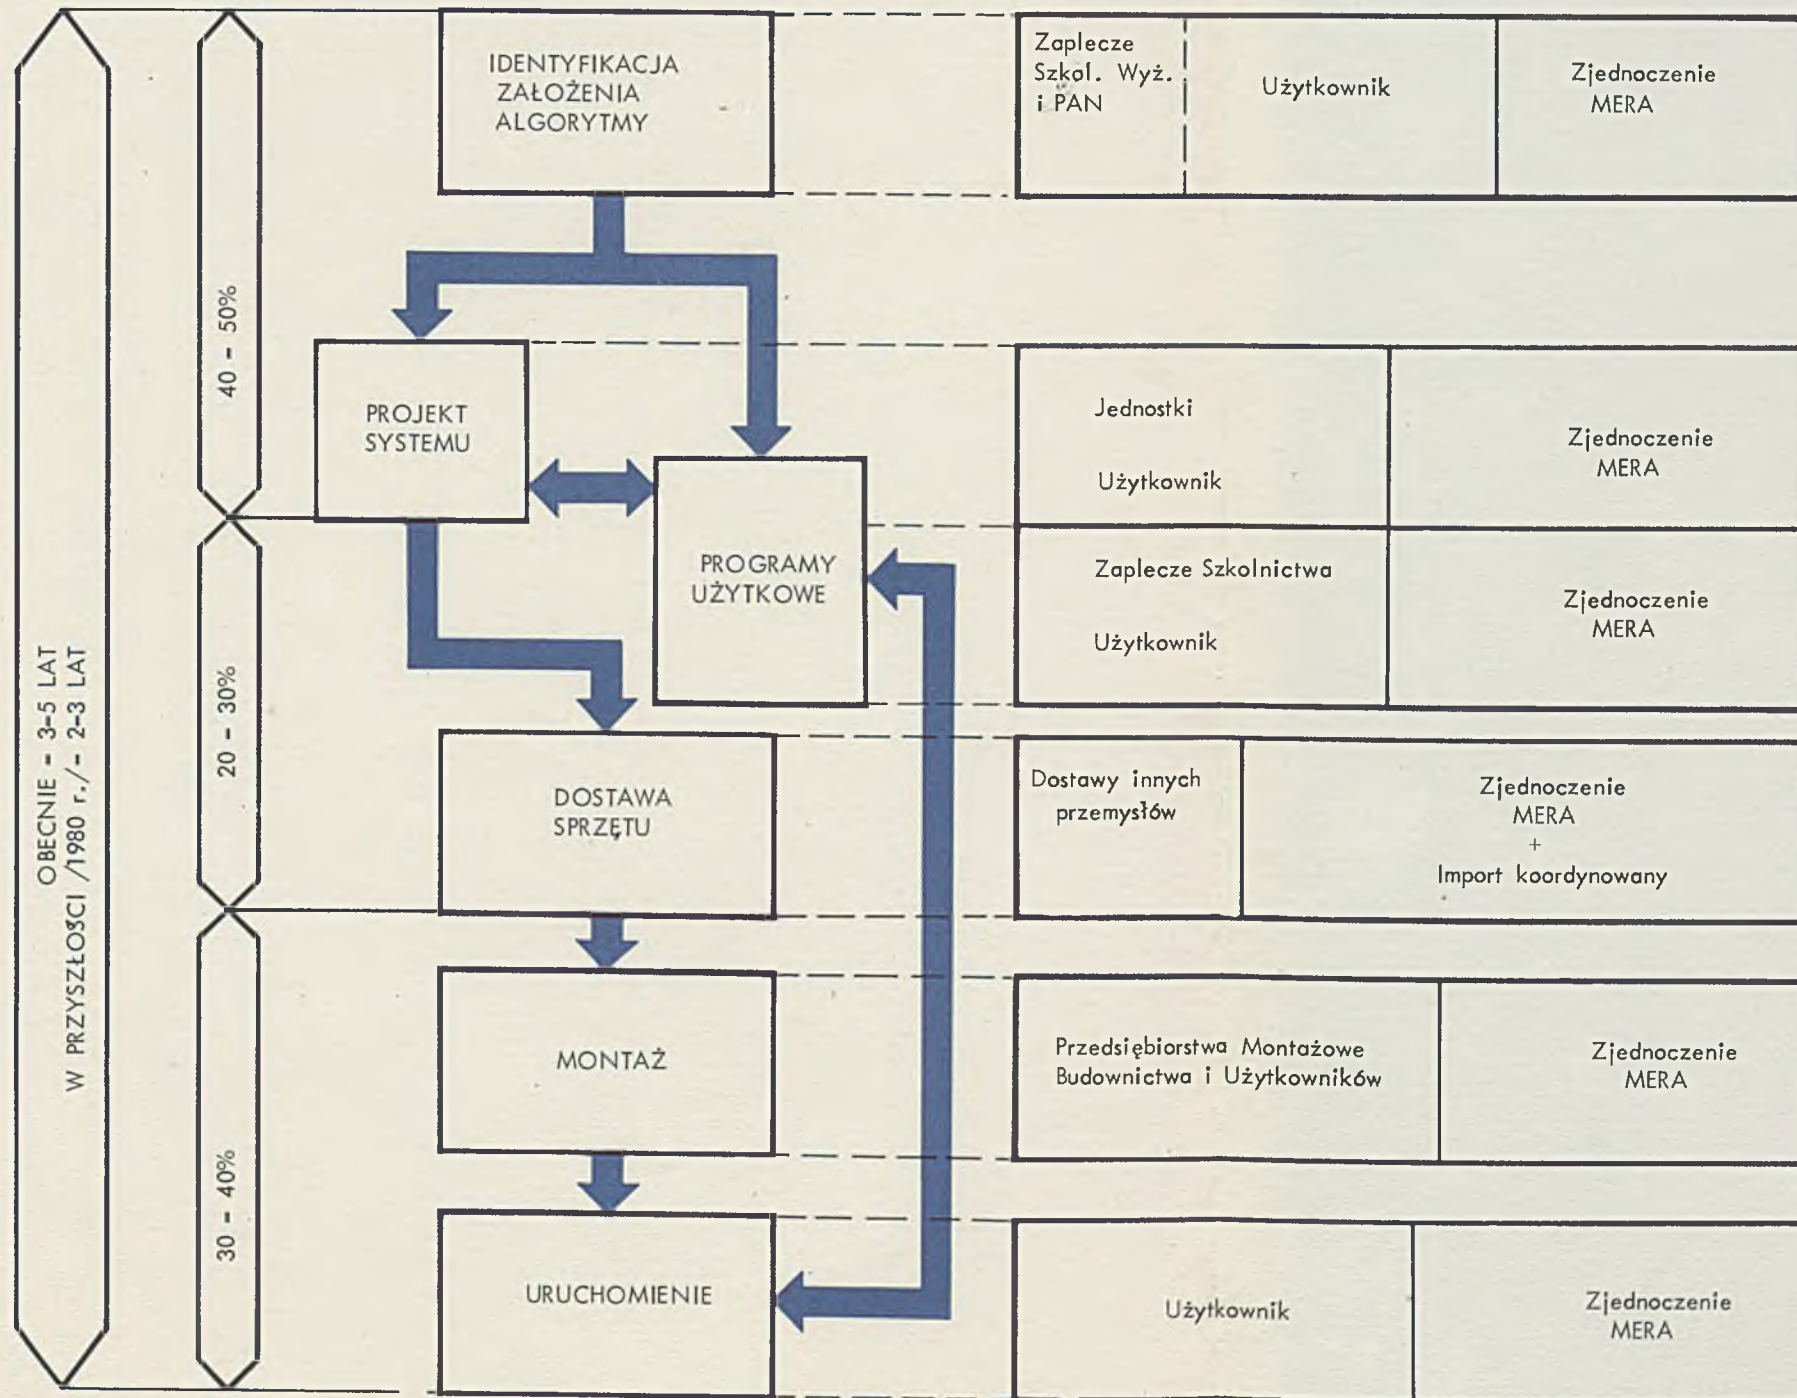 OBECNIE - 3-5 LAT
W PRZYSZŁOŚCI /1980 r./ - 2-3 LAT
40 - 50%
20 - 30%
30 - 40%
IDENTYFIKACJA
ZAŁOŻENIA
ALGORYTMY
PROJEKT
SYSTEMU
PROGRAMY
UŻYTKOWE
DOSTAWA
SPRZĘTU
MONTAŻ
URUCHOMIENIE
Zaplecze
Szkol. Wyż.
i PAN
Użytkownik
Zjednoczenie
MERA
Jednostki
Użytkownik
Zjednoczenie
MERA
Zaplecze Szkolnictwa
Użytkownik
Zjednoczenie
MERA
Dostawy innych
przemysłów
Zjednoczenie
MERA
+
Import koordynowany
Przedsiębiorstwa Montażowe
Budownictwa i Użytkowników
Zjednoczenie
MERA
Użytkownik
Zjednoczenie
MERA